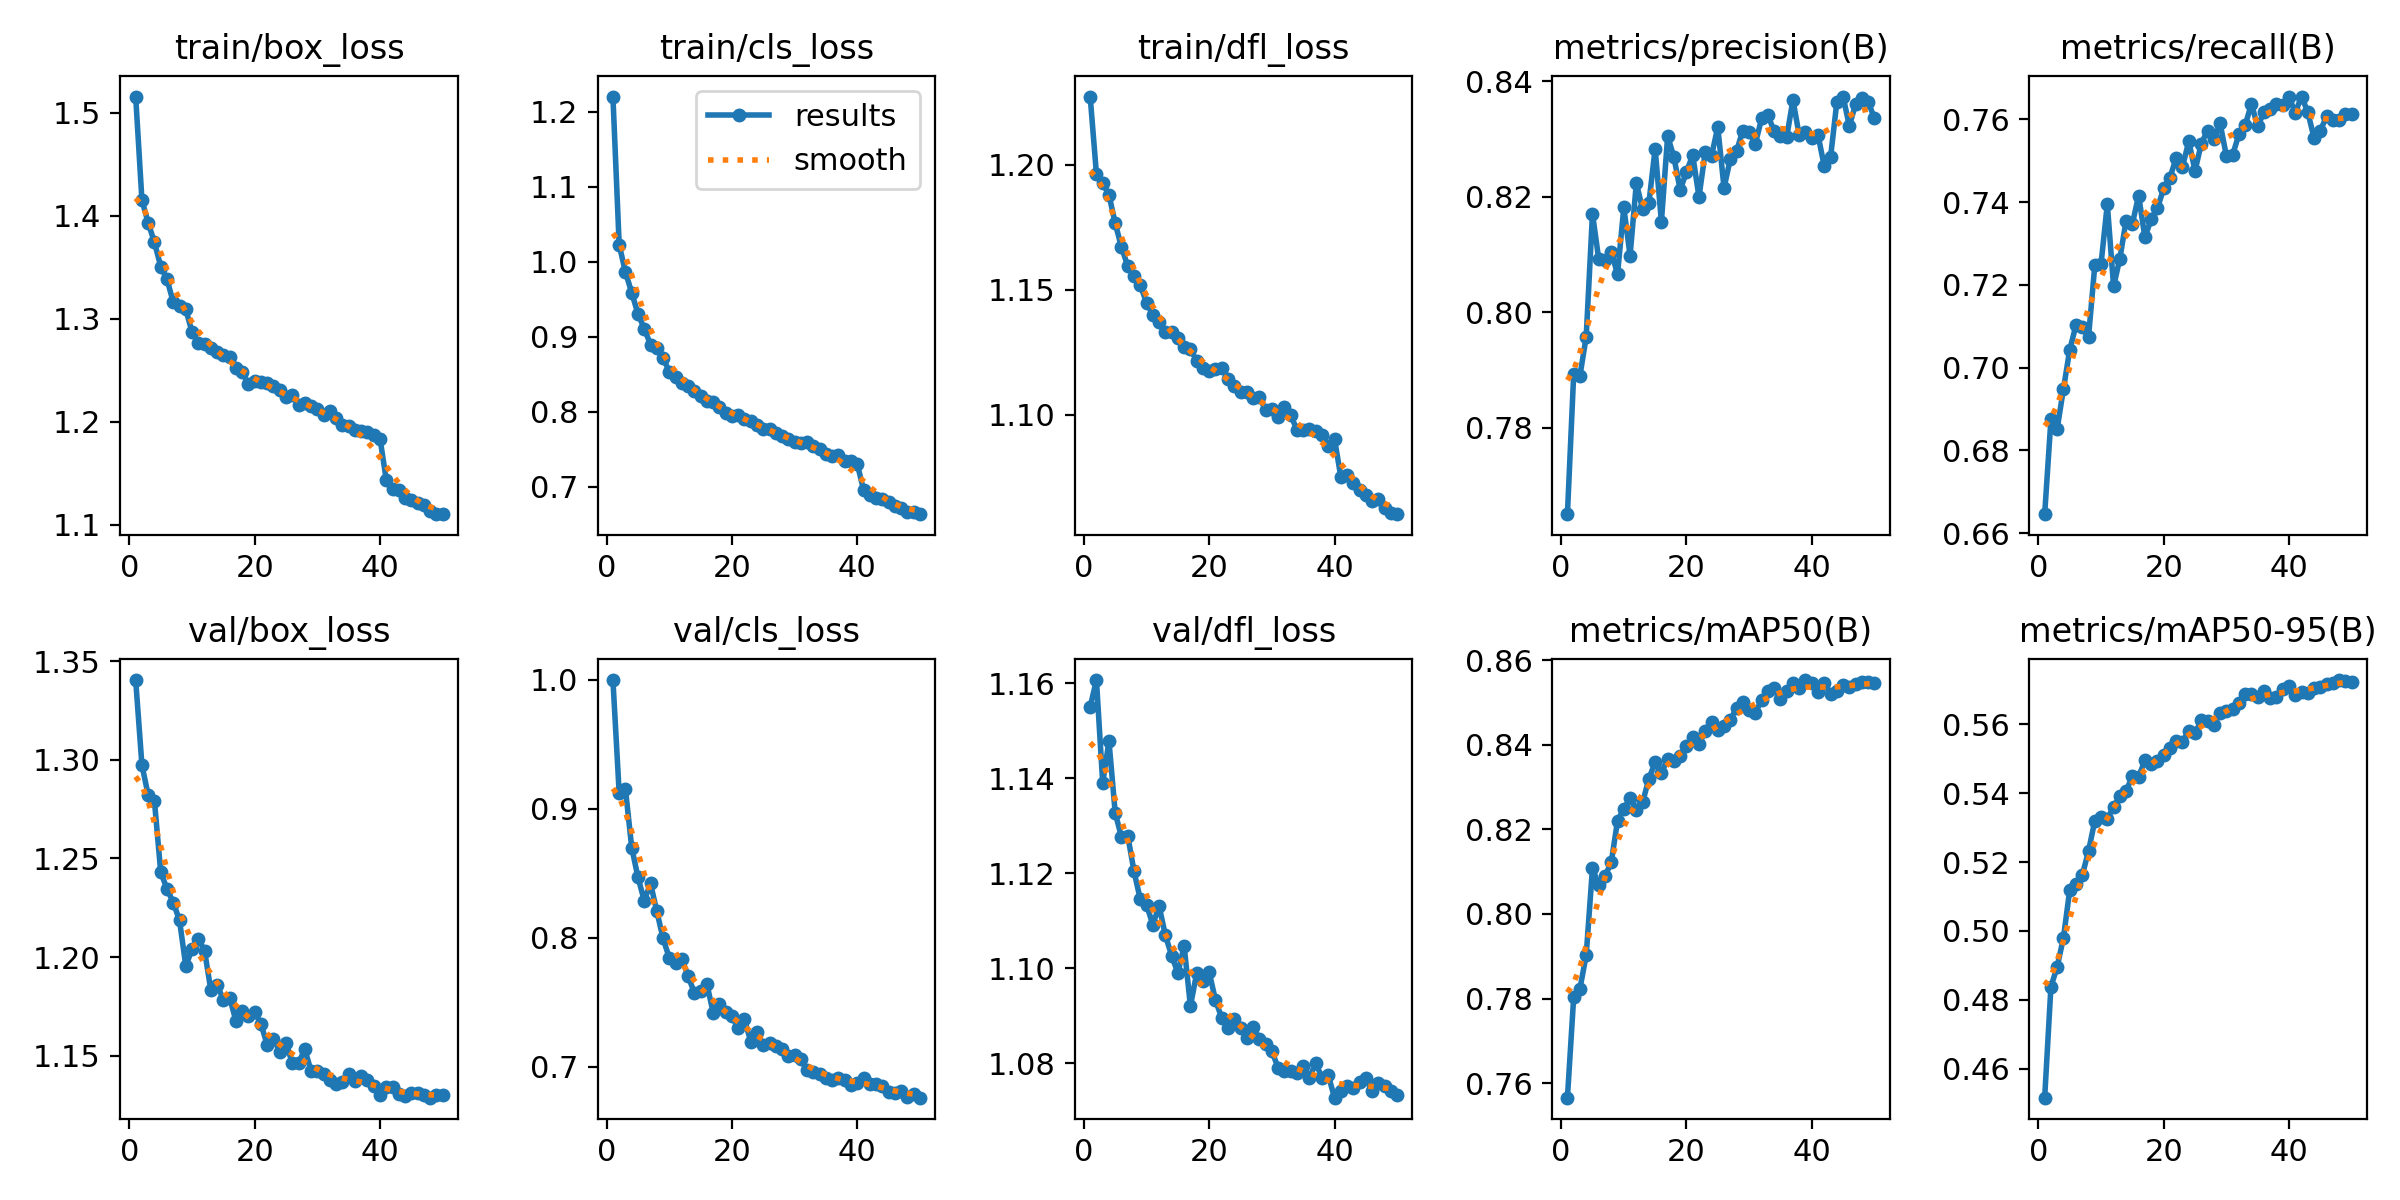 train/box_loss
train/cls_loss
train/dfl_loss
metrics/precision(B)
metrics/recall(B)
1.5
1.4
1.3
1.2
1.1
0 20 40
results
smooth
1.2
1.1
1.0
0.9
0.8
0.7
0 20 40
1.20
1.15
1.10
0 20 40
0.84
0.82
0.80
0.78
0 20 40
0.76
0.74
0.72
0.70
0.68
0.66
0 20 40
val/box_loss
val/cls_loss
val/dfl_loss
metrics/mAP50(B)
metrics/mAP50-95(B)
1.35
1.30
1.25
1.20
1.15
0 20 40
1.0
0.9
0.8
0.7
0 20 40
1.16
1.14
1.12
1.10
1.08
0 20 40
0.86
0.84
0.82
0.80
0.78
0.76
0 20 40
0.56
0.54
0.52
0.50
0.48
0.46
0 20 40